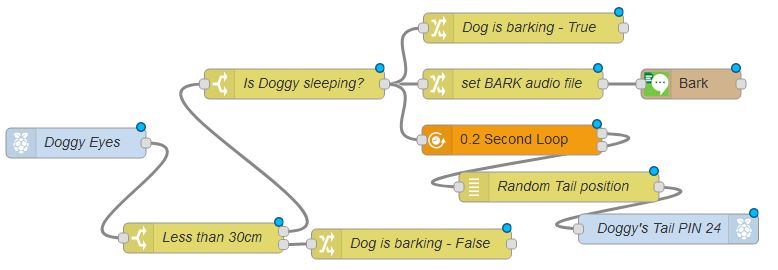 Dog is barking - True
Is Doggy sleeping?
set BARK audio file
Bark
Doggy Eyes
0.2 Second Loop
Random Tail position
Doggy's Tail PIN 24
Less than 30cm
Dog is barking - False